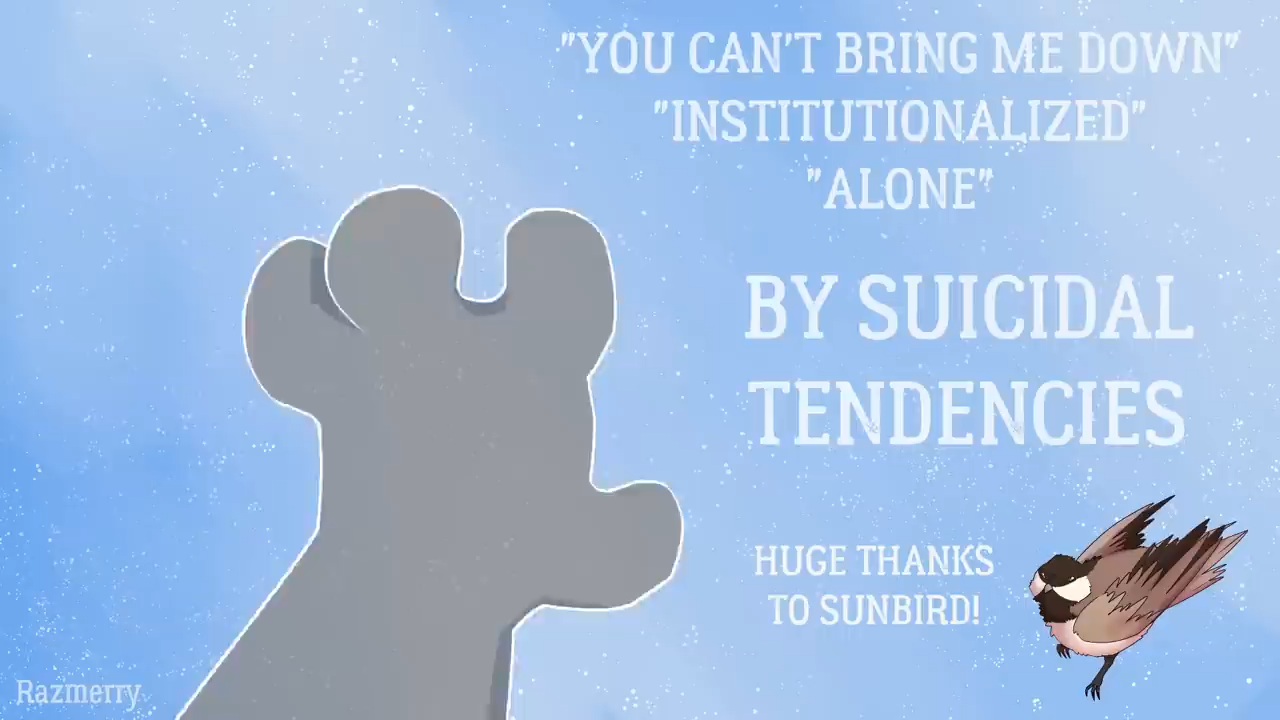 "YOU CAN'T BRING ME DOWN"
"INSTITUTIONALIZED"
"ALONE"
BY SUICIDAL
TENDENCIES
HUGE THANKS
TO SUNBIRD!
Razmerry